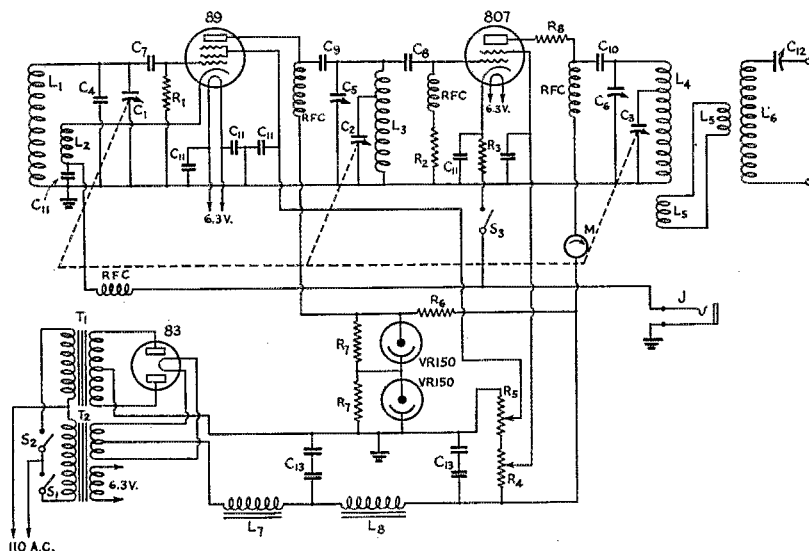 89
807
R8
C7
C9
C8
C10
C12
L1
C4
C1
R1
C5
RFC
6.3V.
RFC
C6
L4
RFC
C2
L3
C3
L5
L6
L2
C11
C11
R2
C11
R3
C11
C11
6.3V.
S3
L5
M
RFC
R6
J
T1
83
R7
VR150
VR150
R7
R5
T2
S2
C13
C13
R4
S1
6.3V.
L7
L8
110 A.C.